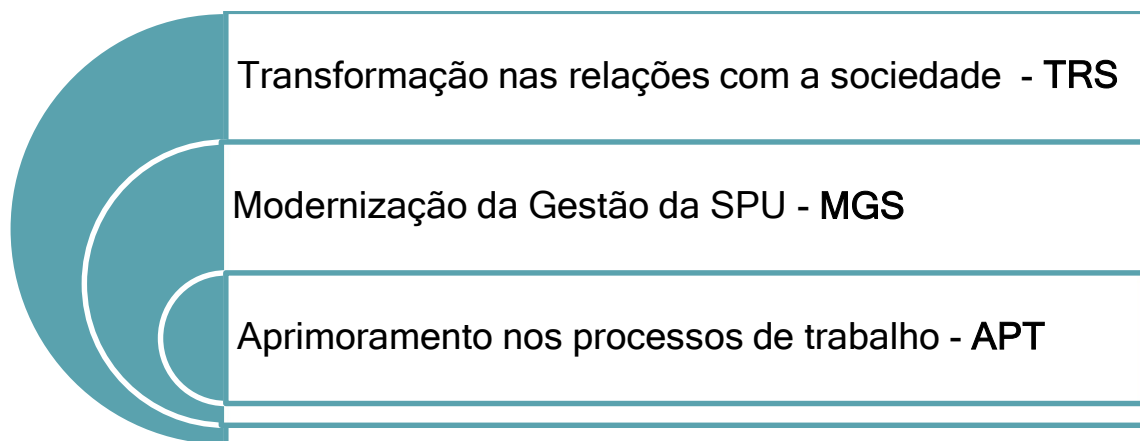 Transformação nas relações com a sociedade - TRS
Modernização da Gestão da SPU - MGS
Aprimoramento nos processos de trabalho - APT